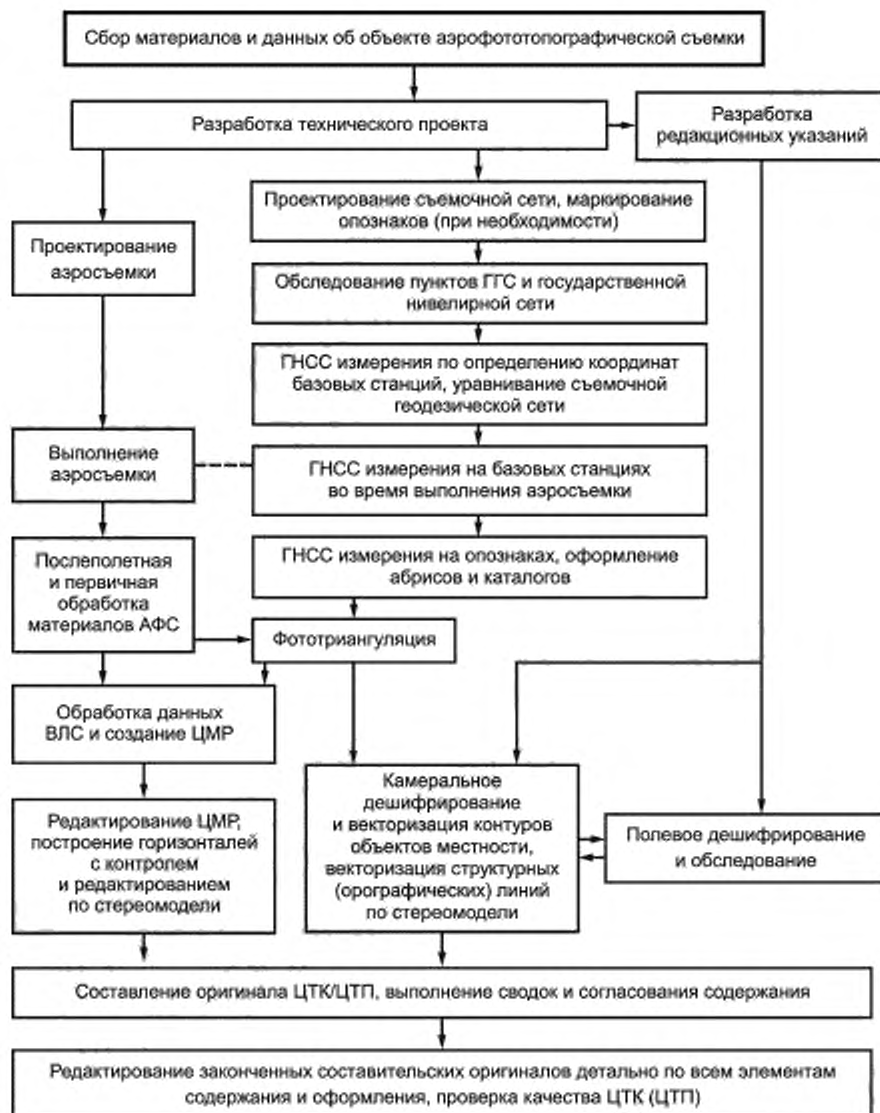 Сбор материалов и данных об объекте аэрофототопографической съемки
Разработка технического проекта
Разработка
редакционных указаний
Проектирование съемочной сети, маркирование
опознаков (при необходимости)
Проектирование
аэросъемки
Обследование пунктов ГГС и государственной
нивелирной сети
ГНСС измерения по определению координат
базовых станций, уравнивание съемочной
геодезической сети
Выполнение
аэросъемки
ГНСС измерения на базовых станциях
во время выполнения аэросъемки
Послеполетная
и первичная
обработка
материалов АФС
ГНСС измерения на опознаках, оформление
абрисов и каталогов
Фототриангуляция
Обработка данных
ВЛС и создание ЦМР
Камеральное
дешифрирование
и векторизация контуров
объектов местности,
векторизация структурных
(орографических) линий
по стереомодели
Редактирование ЦМР,
построение горизонталей
с контролем
и редактированием
по стереомодели
Полевое дешифрирование
и обследование
Составление оригинала ЦТК/ЦТП, выполнение сводок и согласования содержания
Редактирование законченных составительских оригиналов детально по всем элементам
содержания и оформления, проверка качества ЦТК (ЦТП)